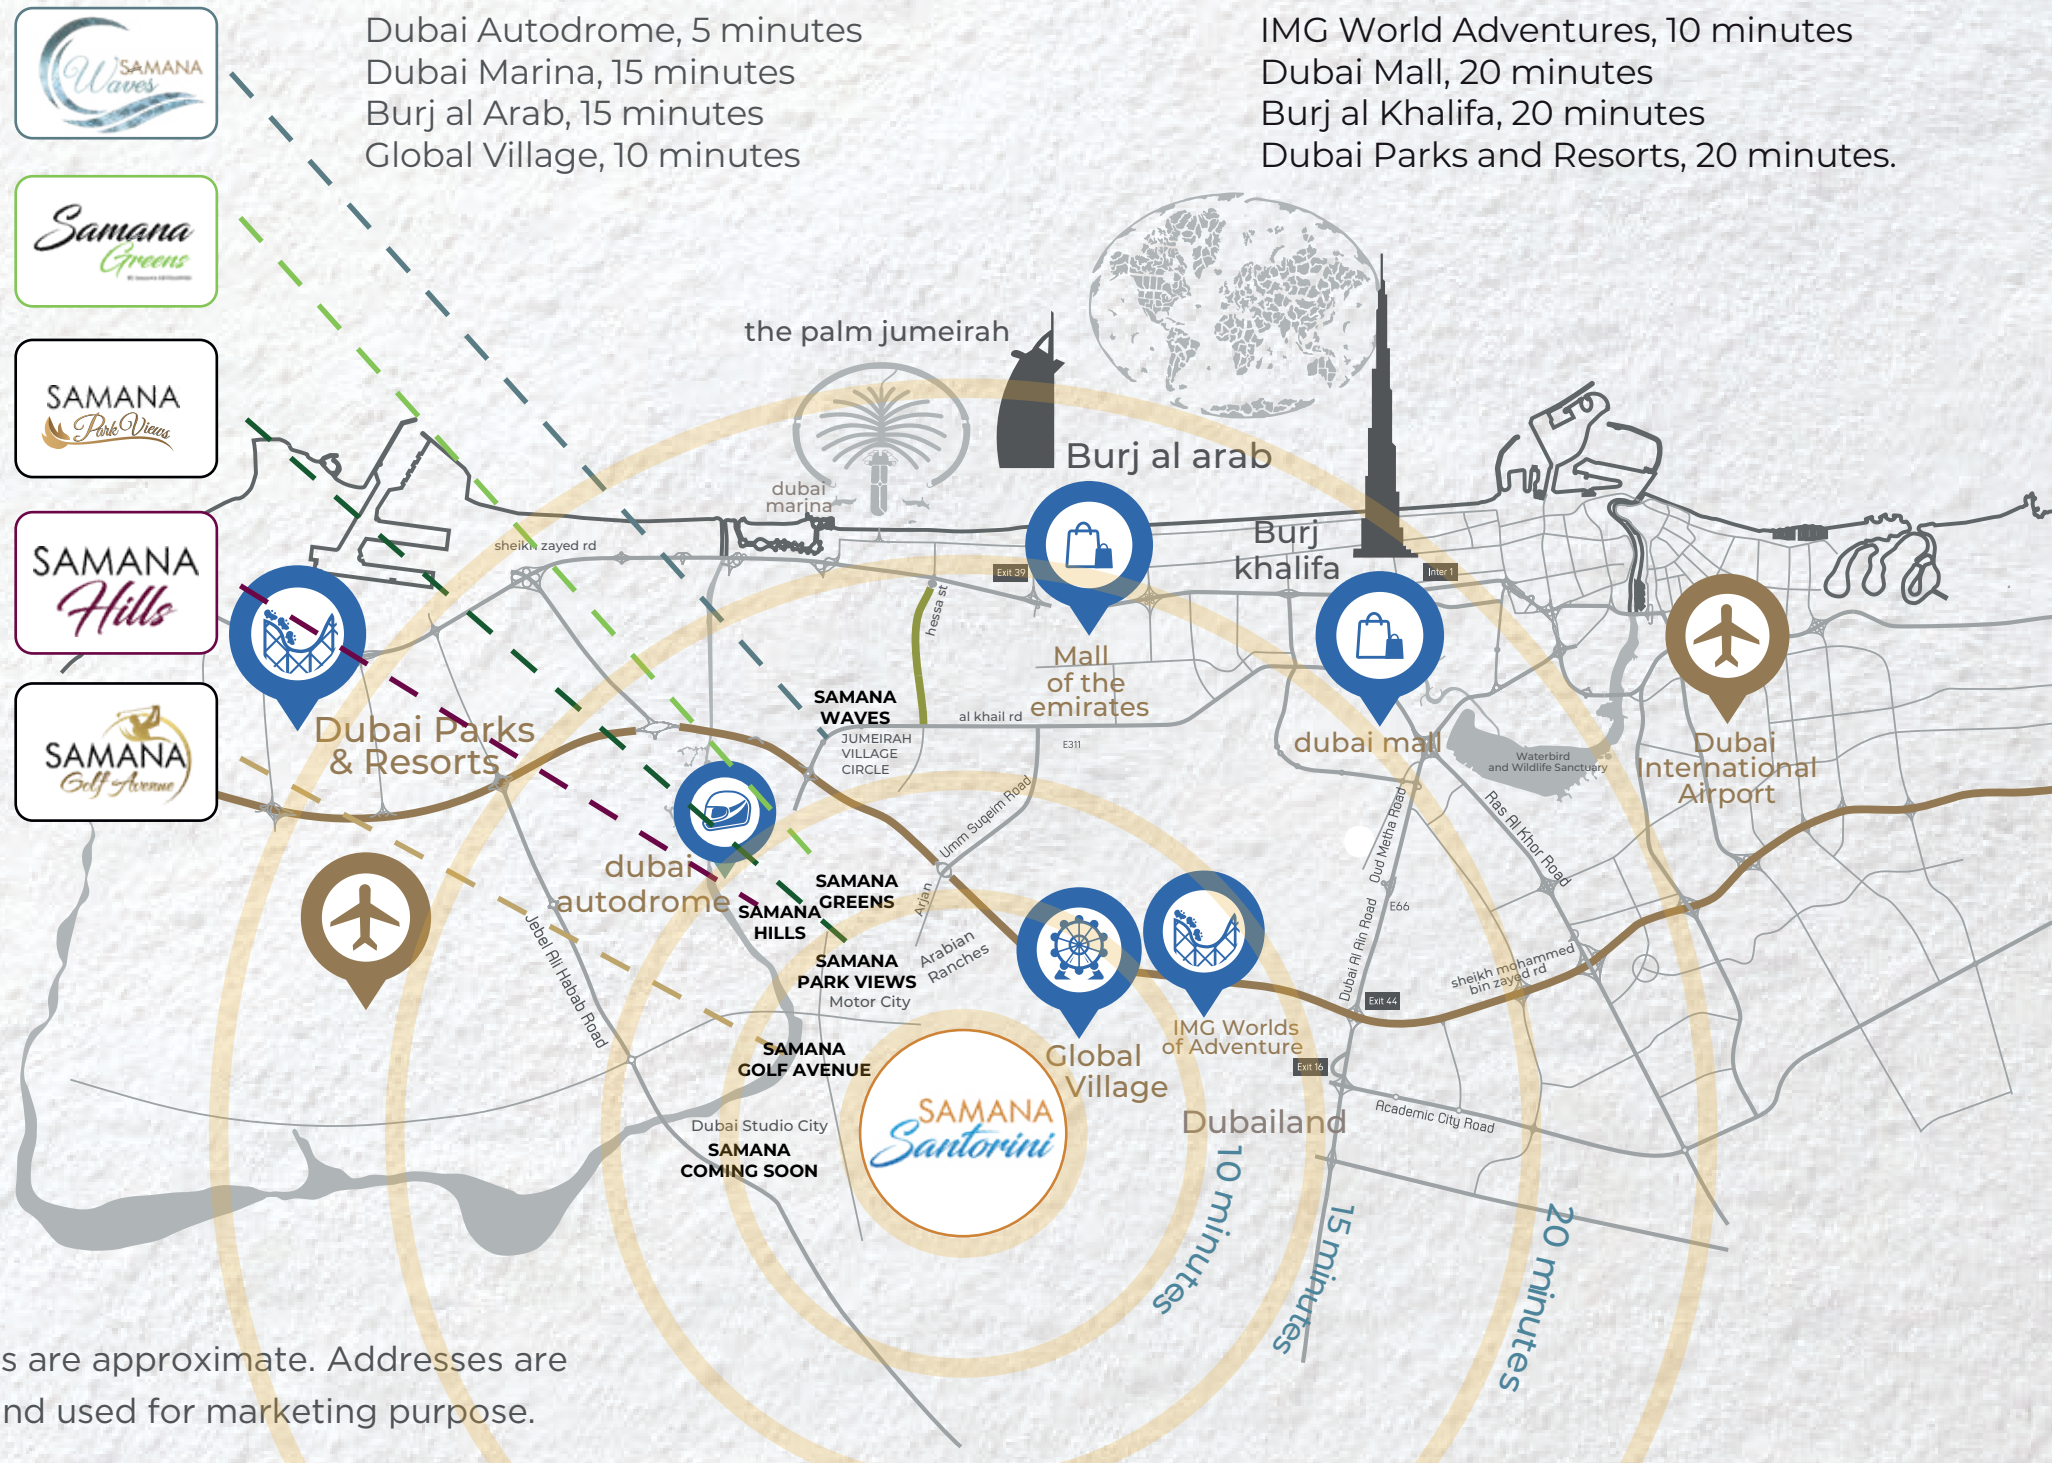 Dubai Autodrome, 5 minutes
Dubai Marina, 15 minutes
Burj al Arab, 15 minutes
Global Village, 10 minutes
IMG World Adventures, 10 minutes
Dubai Mall, 20 minutes
Burj al Khalifa, 20 minutes
Dubai Parks and Resorts, 20 minutes.
SAMANA
Waves
Samana
Greens
SAMANA
Park Views
SAMANA
Hills
SAMANA
Golf Avenue
the palm jumeirah
Burj al arab
dubai
marina
sheikh zayed rd
Burj
khalifa
Exit 39
Inter 1
hessa st
Mall
of the
emirates
SAMANA
WAVES
al khail rd
JUMEIRAH
VILLAGE
CIRCLE
E311
Dubai Parks
& Resorts
dubai mall
Waterbird
and Wildlife Sanctuary
Dubai
International
Airport
Umm Suqeim Road
Oud Metha Road
Ras Al Khor Road
dubai
autodrome
SAMANA
GREENS
SAMANA
HILLS
Arjan
E66
Arabian
Ranches
SAMANA
PARK VIEWS
Motor City
Jebel Ali Habab Road
Dubai Al Ain Road
sheikh mohammed
bin zayed rd
Exit 44
IMG Worlds
of Adventure
Global
Village
Exit 16
SAMANA
GOLF AVENUE
SAMANA
Santorini
Dubailand
Academic City Road
Dubai Studio City
SAMANA
COMING SOON
10 minutes
15 minutes
20 minutes
s are approximate. Addresses are
nd used for marketing purpose.